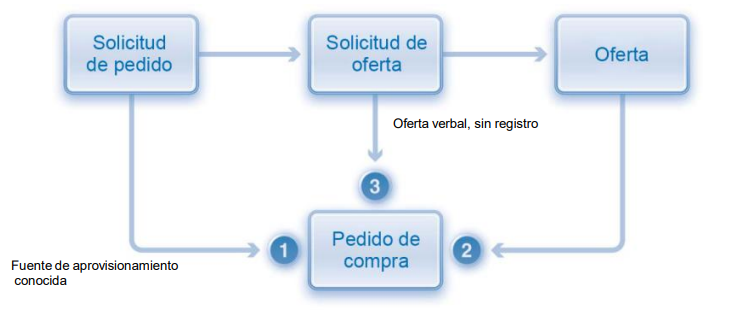 Solicitud
de pedido
Solicitud de
oferta
Oferta
Oferta verbal, sin registro
3
1
Pedido de
compra
2
Fuente de aprovisionamiento
conocida